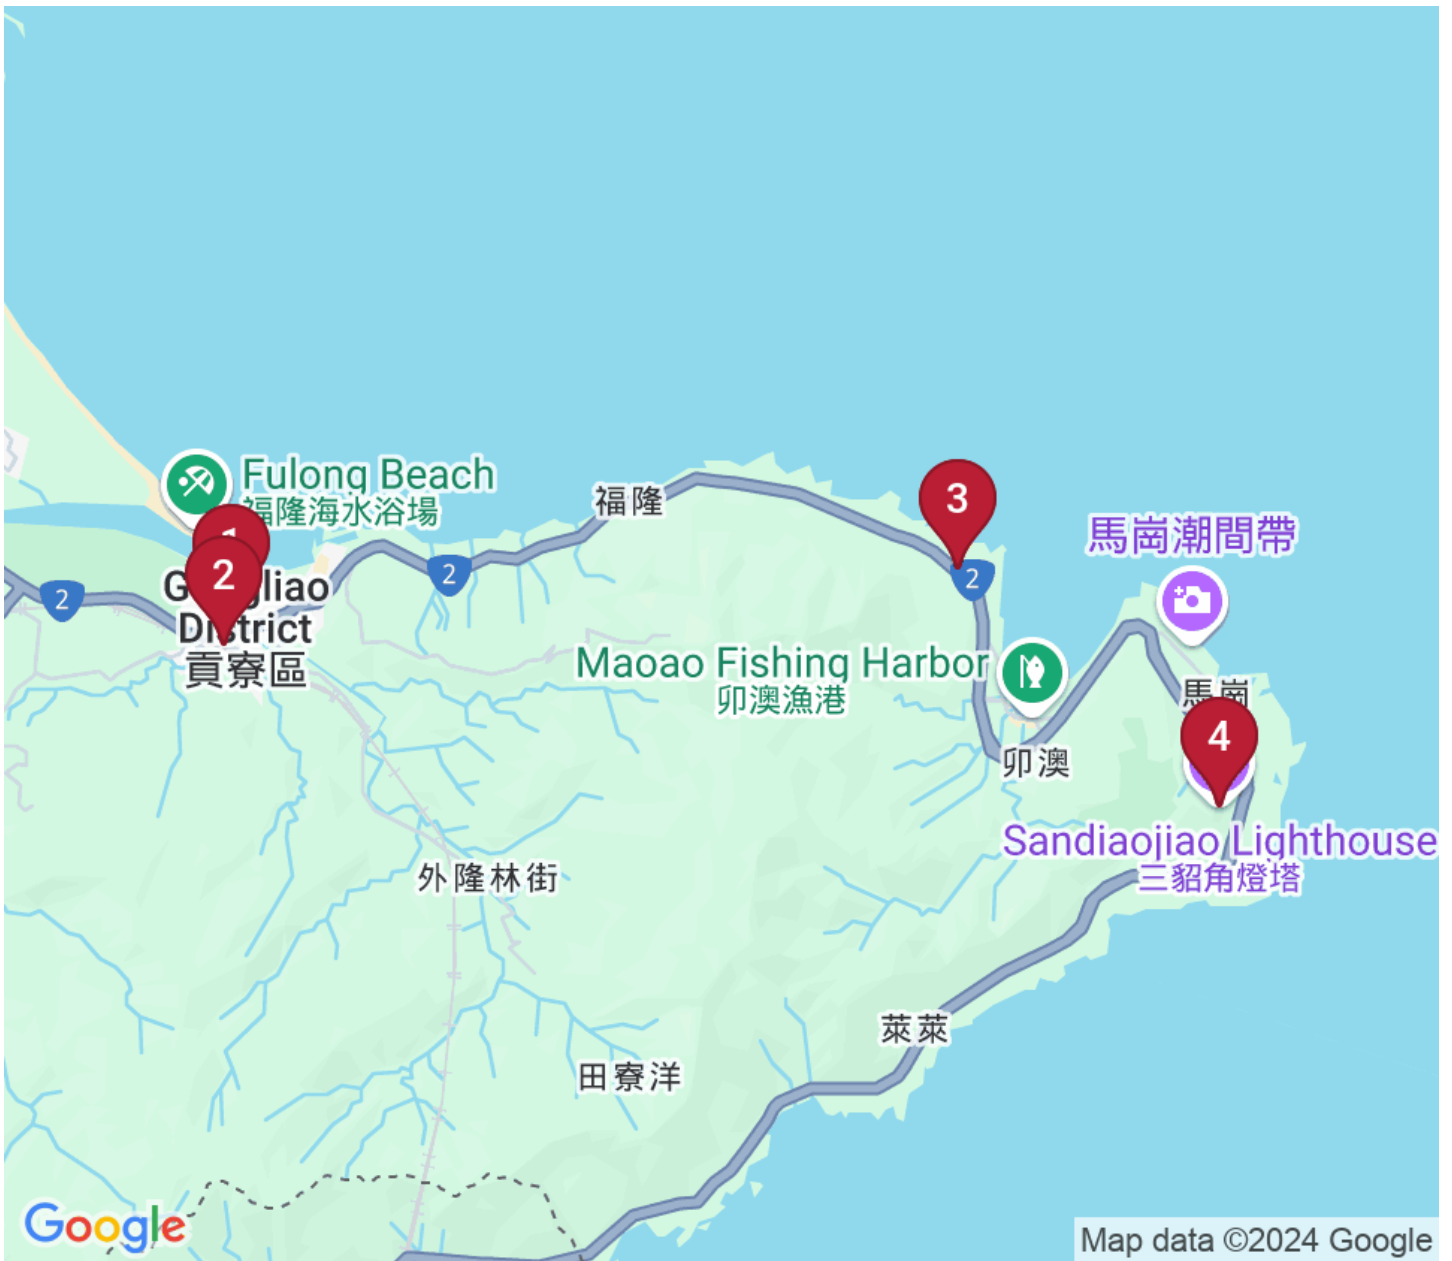 Fulong Beach
福隆海水浴場
福隆
3
馬崗潮間帶
1
2
2
2
2
Gongliao
District
貢寮區
Maoao Fishing Harbor
卯澳漁港
馬崗
4
卯澳
Sandiaojiao Lighthouse
三貂角燈塔
外隆林街
萊萊
田寮洋
Google
Map data ©2024 Google